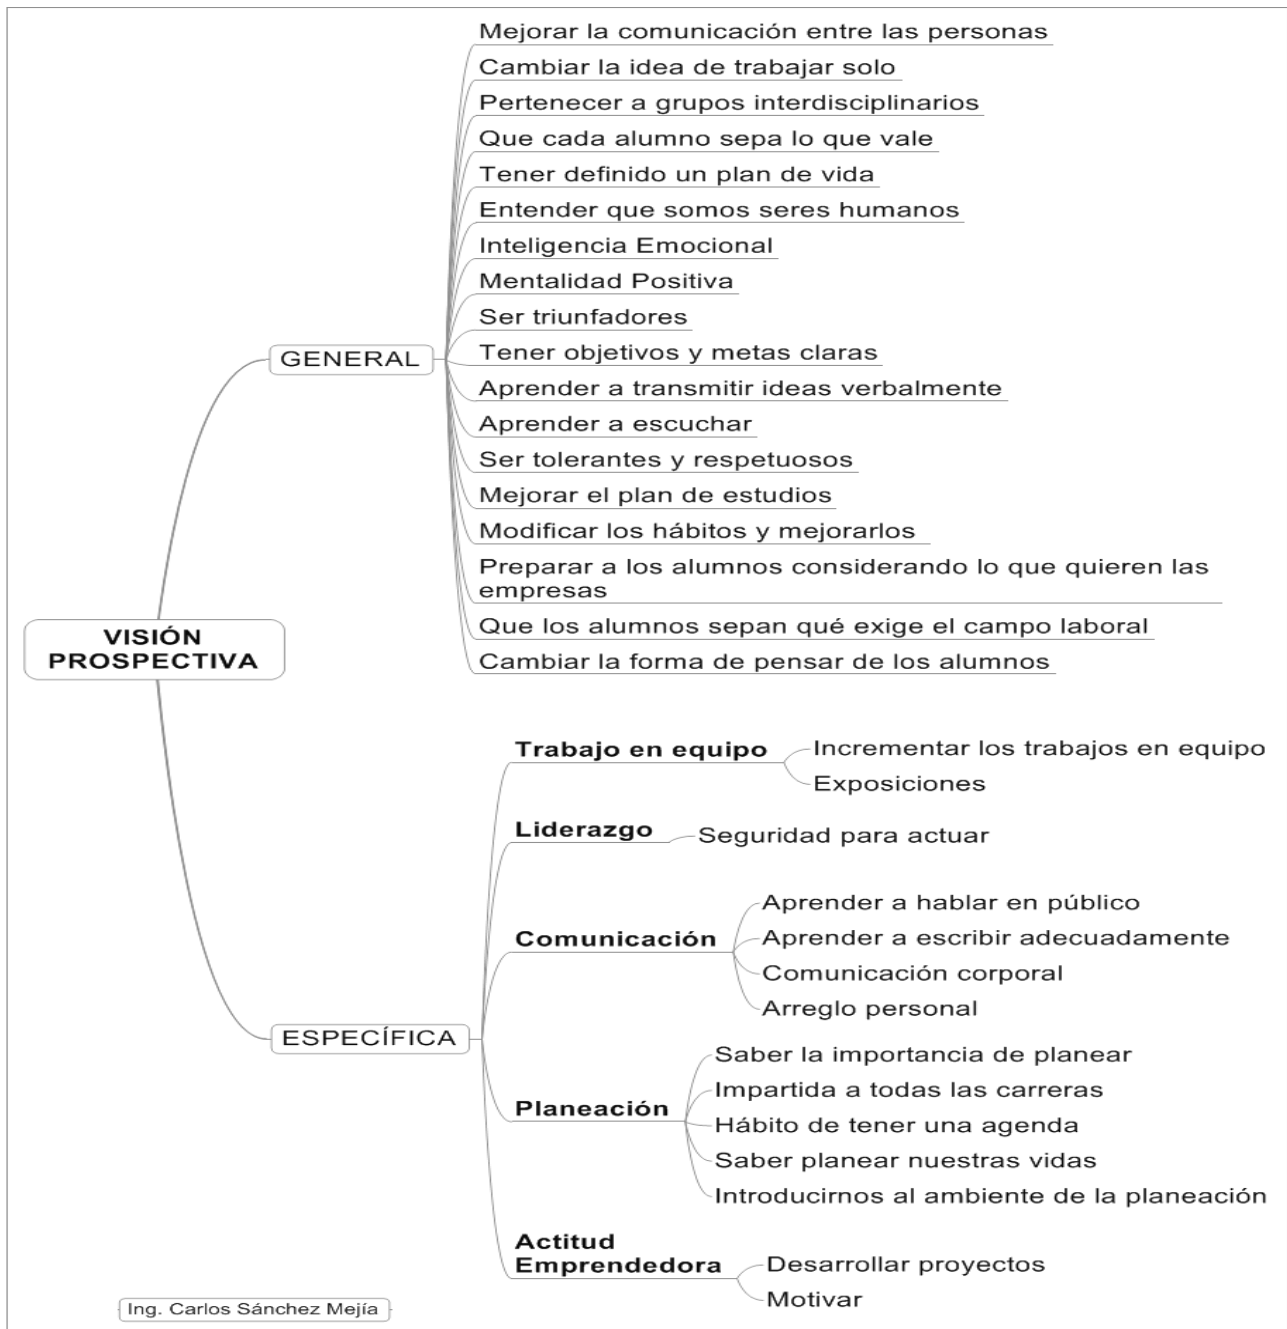 Mejorar la comunicación entre las personas
Cambiar la idea de trabajar solo
Pertenecer a grupos interdisciplinarios
Que cada alumno sepa lo que vale
Tener definido un plan de vida
Entender que somos seres humanos
Inteligencia Emocional
Mentalidad Positiva
Ser triunfadores
GENERAL
Tener objetivos y metas claras
Aprender a transmitir ideas verbalmente
Aprender a escuchar
Ser tolerantes y respetuosos
Mejorar el plan de estudios
Modificar los hábitos y mejorarlos
Preparar a los alumnos considerando lo que quieren las
empresas
Que los alumnos sepan qué exige el campo laboral
Cambiar la forma de pensar de los alumnos
VISIÓN
PROSPECTIVA
Trabajo en equipo
Incrementar los trabajos en equipo
Exposiciones
Liderazgo
Seguridad para actuar
Comunicación
Aprender a hablar en público
Aprender a escribir adecuadamente
Comunicación corporal
Arreglo personal
ESPECÍFICA
Planeación
Saber la importancia de planear
Impartida a todas las carreras
Hábito de tener una agenda
Saber planear nuestras vidas
Introducirnos al ambiente de la planeación
Actitud
Emprendedora
Desarrollar proyectos
Motivar
Ing. Carlos Sánchez Mejía